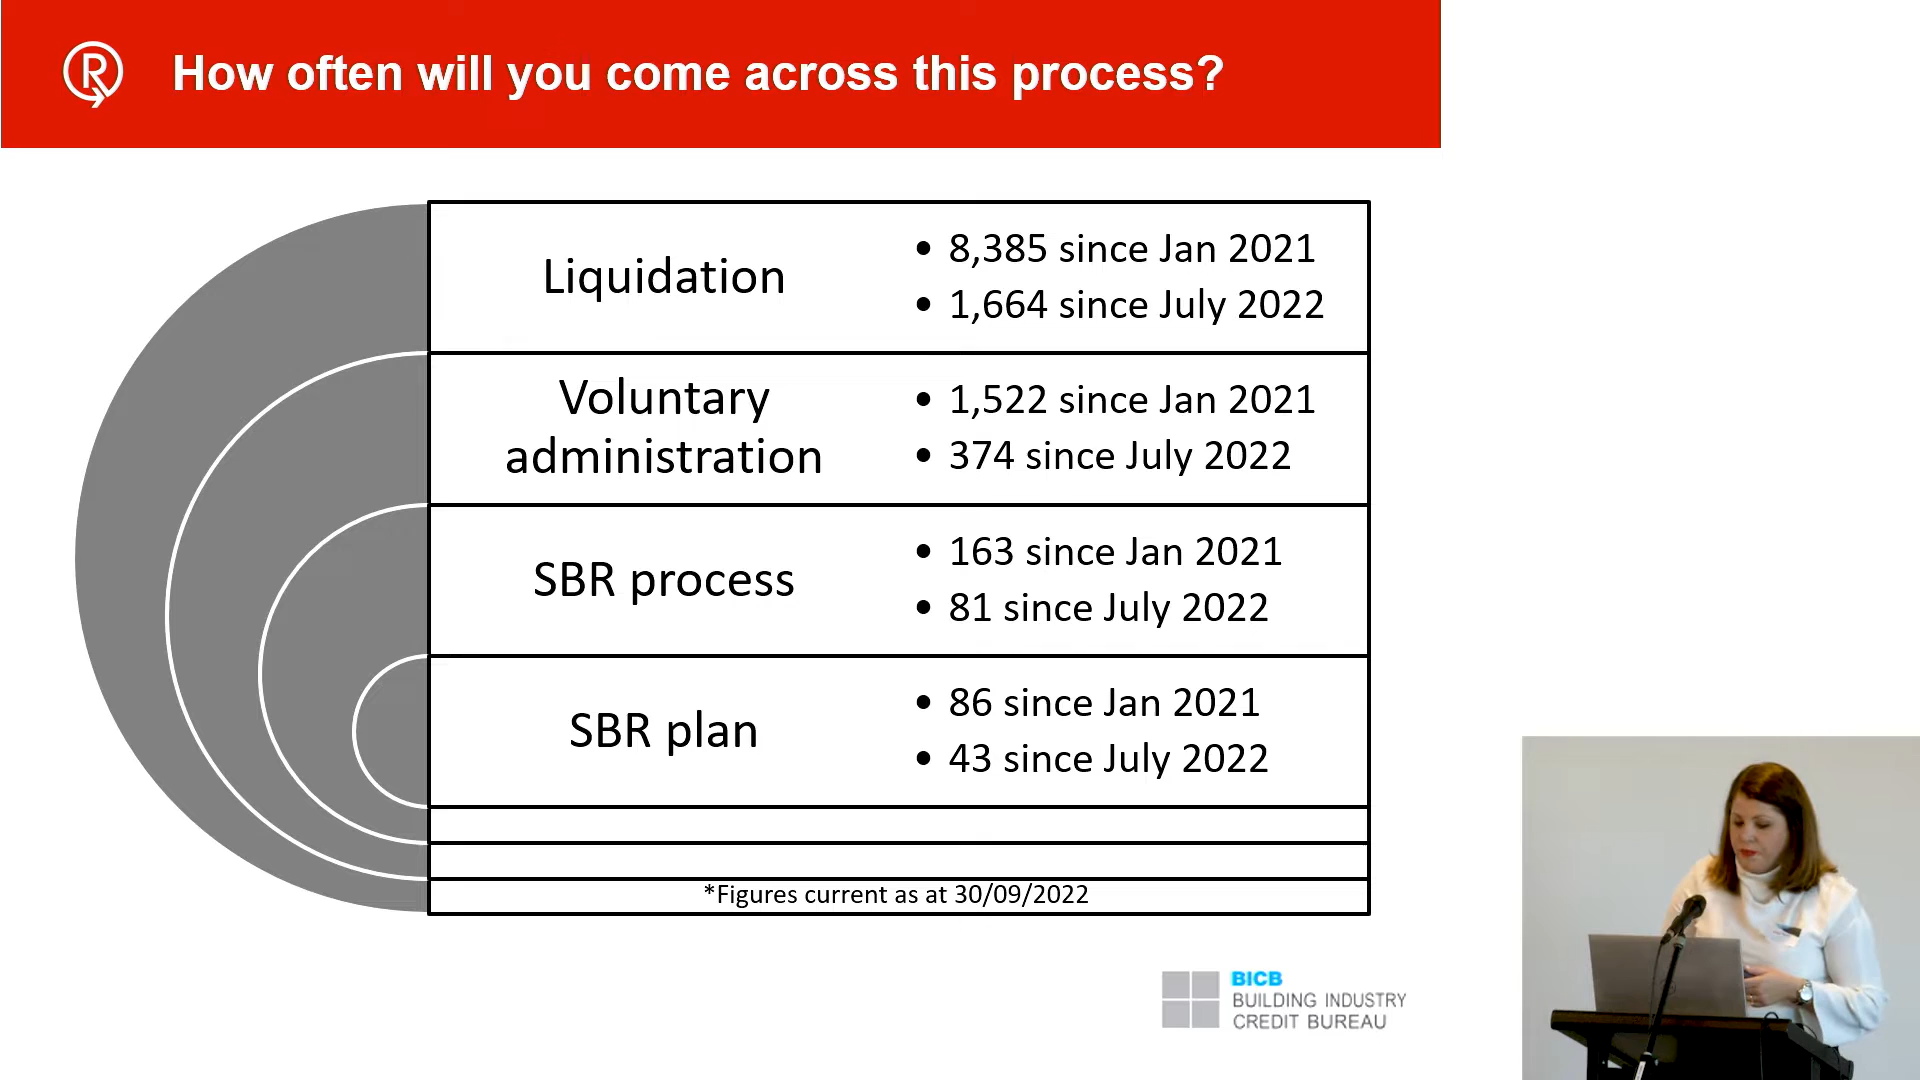 How often will you come across this process?
Liquidation
• 8,385 since Jan 2021
• 1,664 since July 2022
Voluntary
administration
• 1,522 since Jan 2021
• 374 since July 2022
SBR process
• 163 since Jan 2021
• 81 since July 2022
SBR plan
• 86 since Jan 2021
• 43 since July 2022
*Figures current as at 30/09/2022
BICB
BUILDING INDUSTRY
CREDIT BUREAU